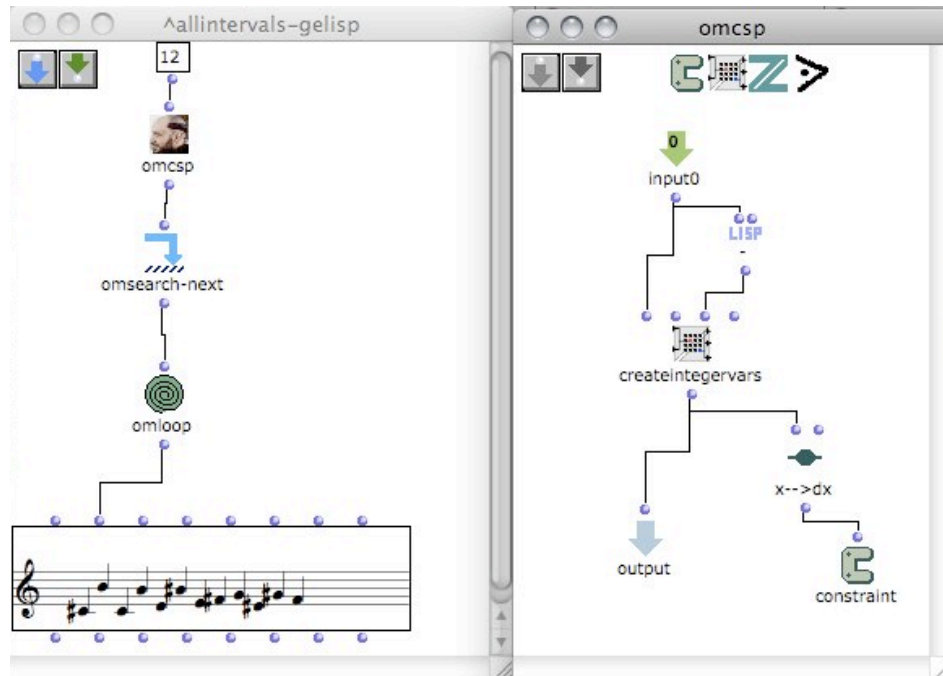 ^allintervals-gelisp
12
omcsp
omsearch-next
omloop
omcsp
0
input0
LISP
-
createintegervars
x-->dx
output
constraint